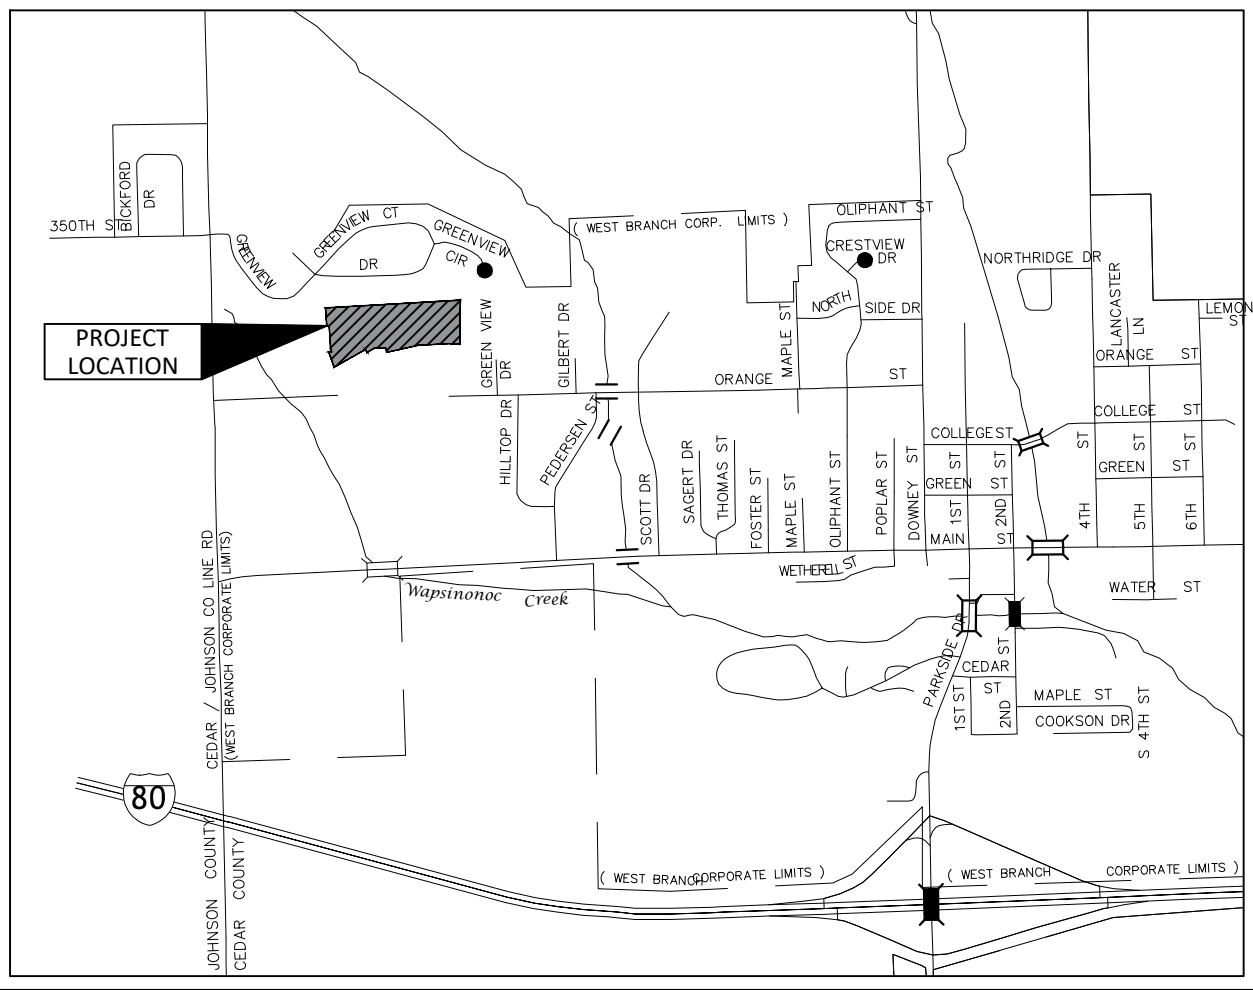 OLIPHANT ST
GREENVIEW CT
( WEST BRANCH CORP. LIMITS )
350TH ST
BICKFORD
DR
GREENVIEW
GREENVIEW
CIR
DR
CRESTVIEW
DR
NORTHRIDGE DR
NORTH
SIDE DR
LANCASTER
LN
LEMON
ST
PROJECT
LOCATION
GREEN VIEW
DR
GILBERT DR
MAPLE ST
ORANGE ST
ORANGE ST
HILLTOP DR
PEDERSEN ST
COLLEGE ST
COLLEGE ST
SCOTT DR
SAGERT DR
THOMAS ST
FOSTER ST
MAPLE ST
OLIPHANT ST
POPLAR ST
DOWNEY ST
GREEN ST
1ST ST
2ND ST
4TH ST
GREEN ST
5TH ST
6TH ST
MAIN ST
WETHERELL ST
WATER ST
Wapsinonoc Creek
CEDAR / JOHNSON CO LINE RD
(WEST BRANCH CORPORATE LIMITS)
PARKSIDE DR
CEDAR
ST
1ST ST
2ND ST
MAPLE ST
COOKSON DR
S 4TH ST
80
JOHNSON COUNTY
CEDAR COUNTY
( WEST BRANCH CORPORATE LIMITS )
( WEST BRANCH CORPORATE LIMITS )